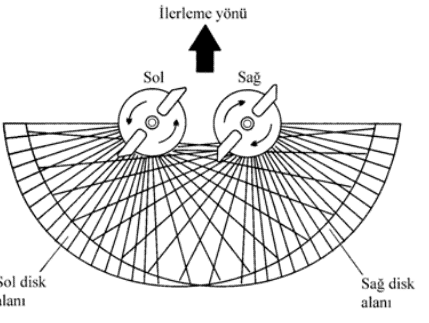 İlerleme yönü
Sol
Sağ
Sol disk
alanı
Sağ disk
alanı